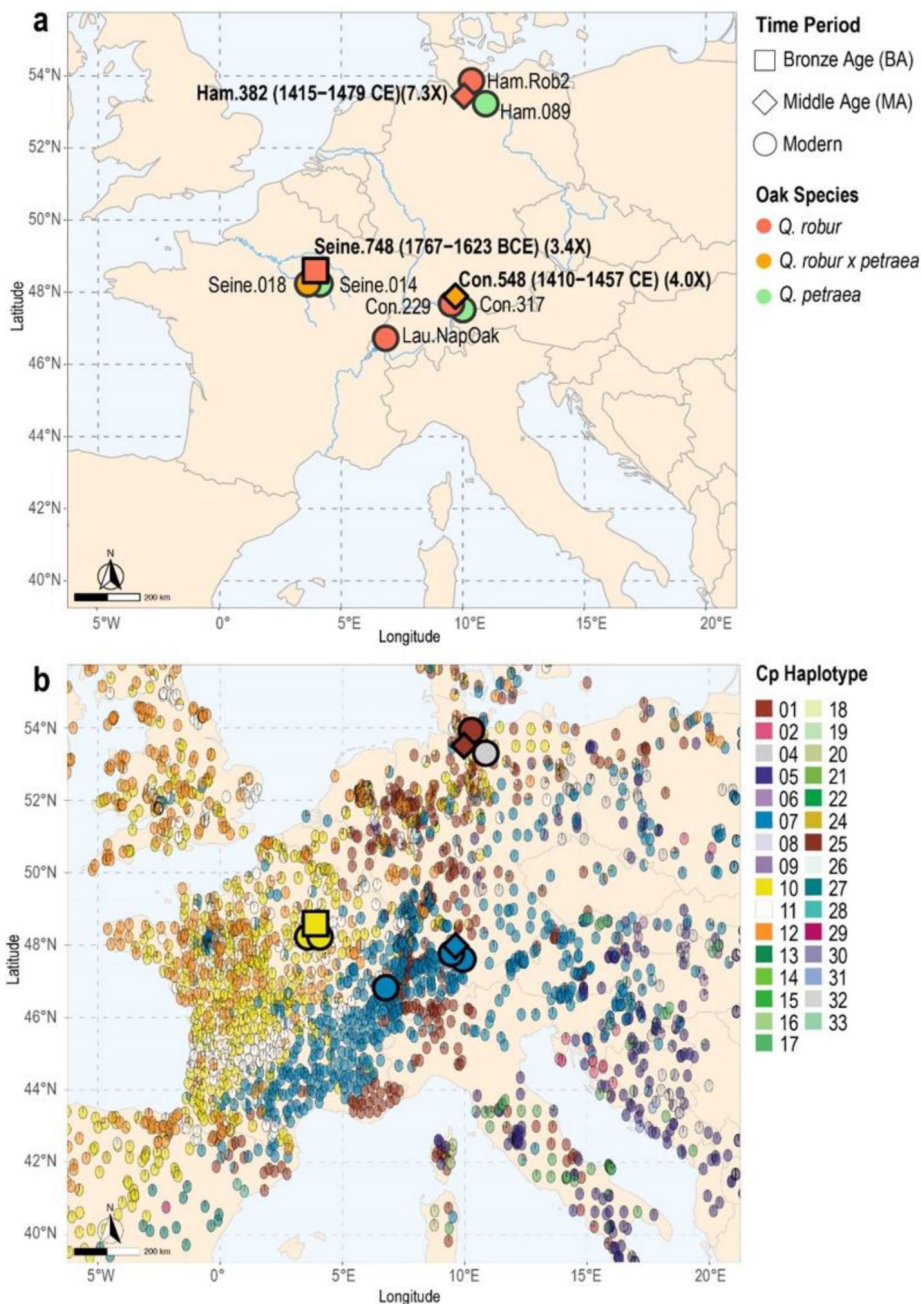 a
54°N
52°N
50°N
48°N
46°N
44°N
42°N
40°N
Latitude
Ham.Rob2
Ham.382 (1415–1479 CE)(7.3X)
Ham.089
Seine.748 (1767–1623 BCE) (3.4X)
Seine.018
Seine.014
Con.548 (1410–1457 CE) (4.0X)
Con.229
Con.317
Lau.NapOak
N
200 km
5°W
0°
5°E
10°E
15°E
20°E
Longitude
Time Period
Bronze Age (BA)
Middle Age (MA)
Modern
Oak Species
Q. robur
Q. robur x petraea
Q. petraea
b
54°N
52°N
50°N
48°N
46°N
44°N
42°N
40°N
Latitude
N
200 km
5°W
0°
5°E
10°E
15°E
20°E
Longitude
Cp Haplotype
01 18
02 19
04 20
05 21
06 22
07 24
08 25
09 26
10 27
11 28
12 29
13 30
14 31
15 32
16 33
17